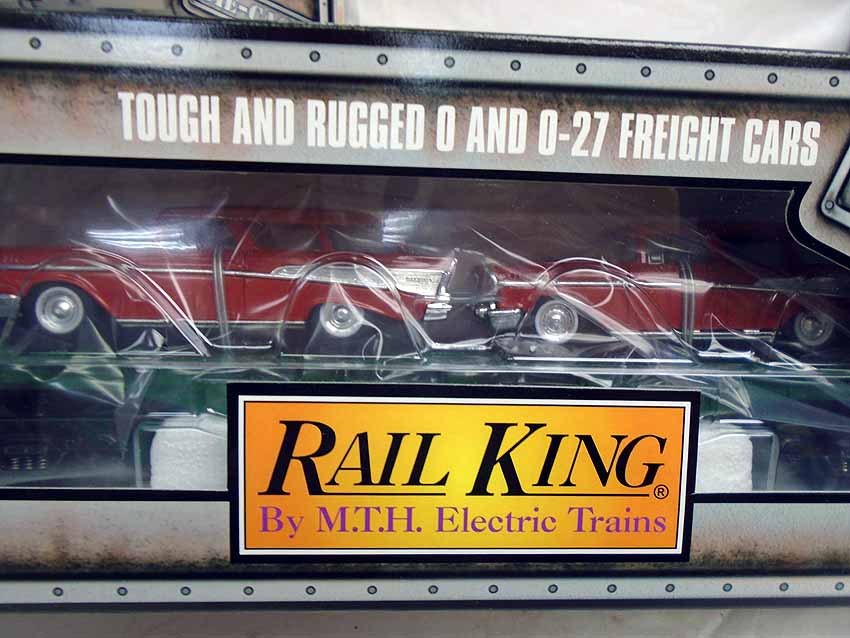 TOUGH AND RUGGED O AND O-27 FREIGHT CARS
RAIL KING®
By M.T.H. Electric Trains